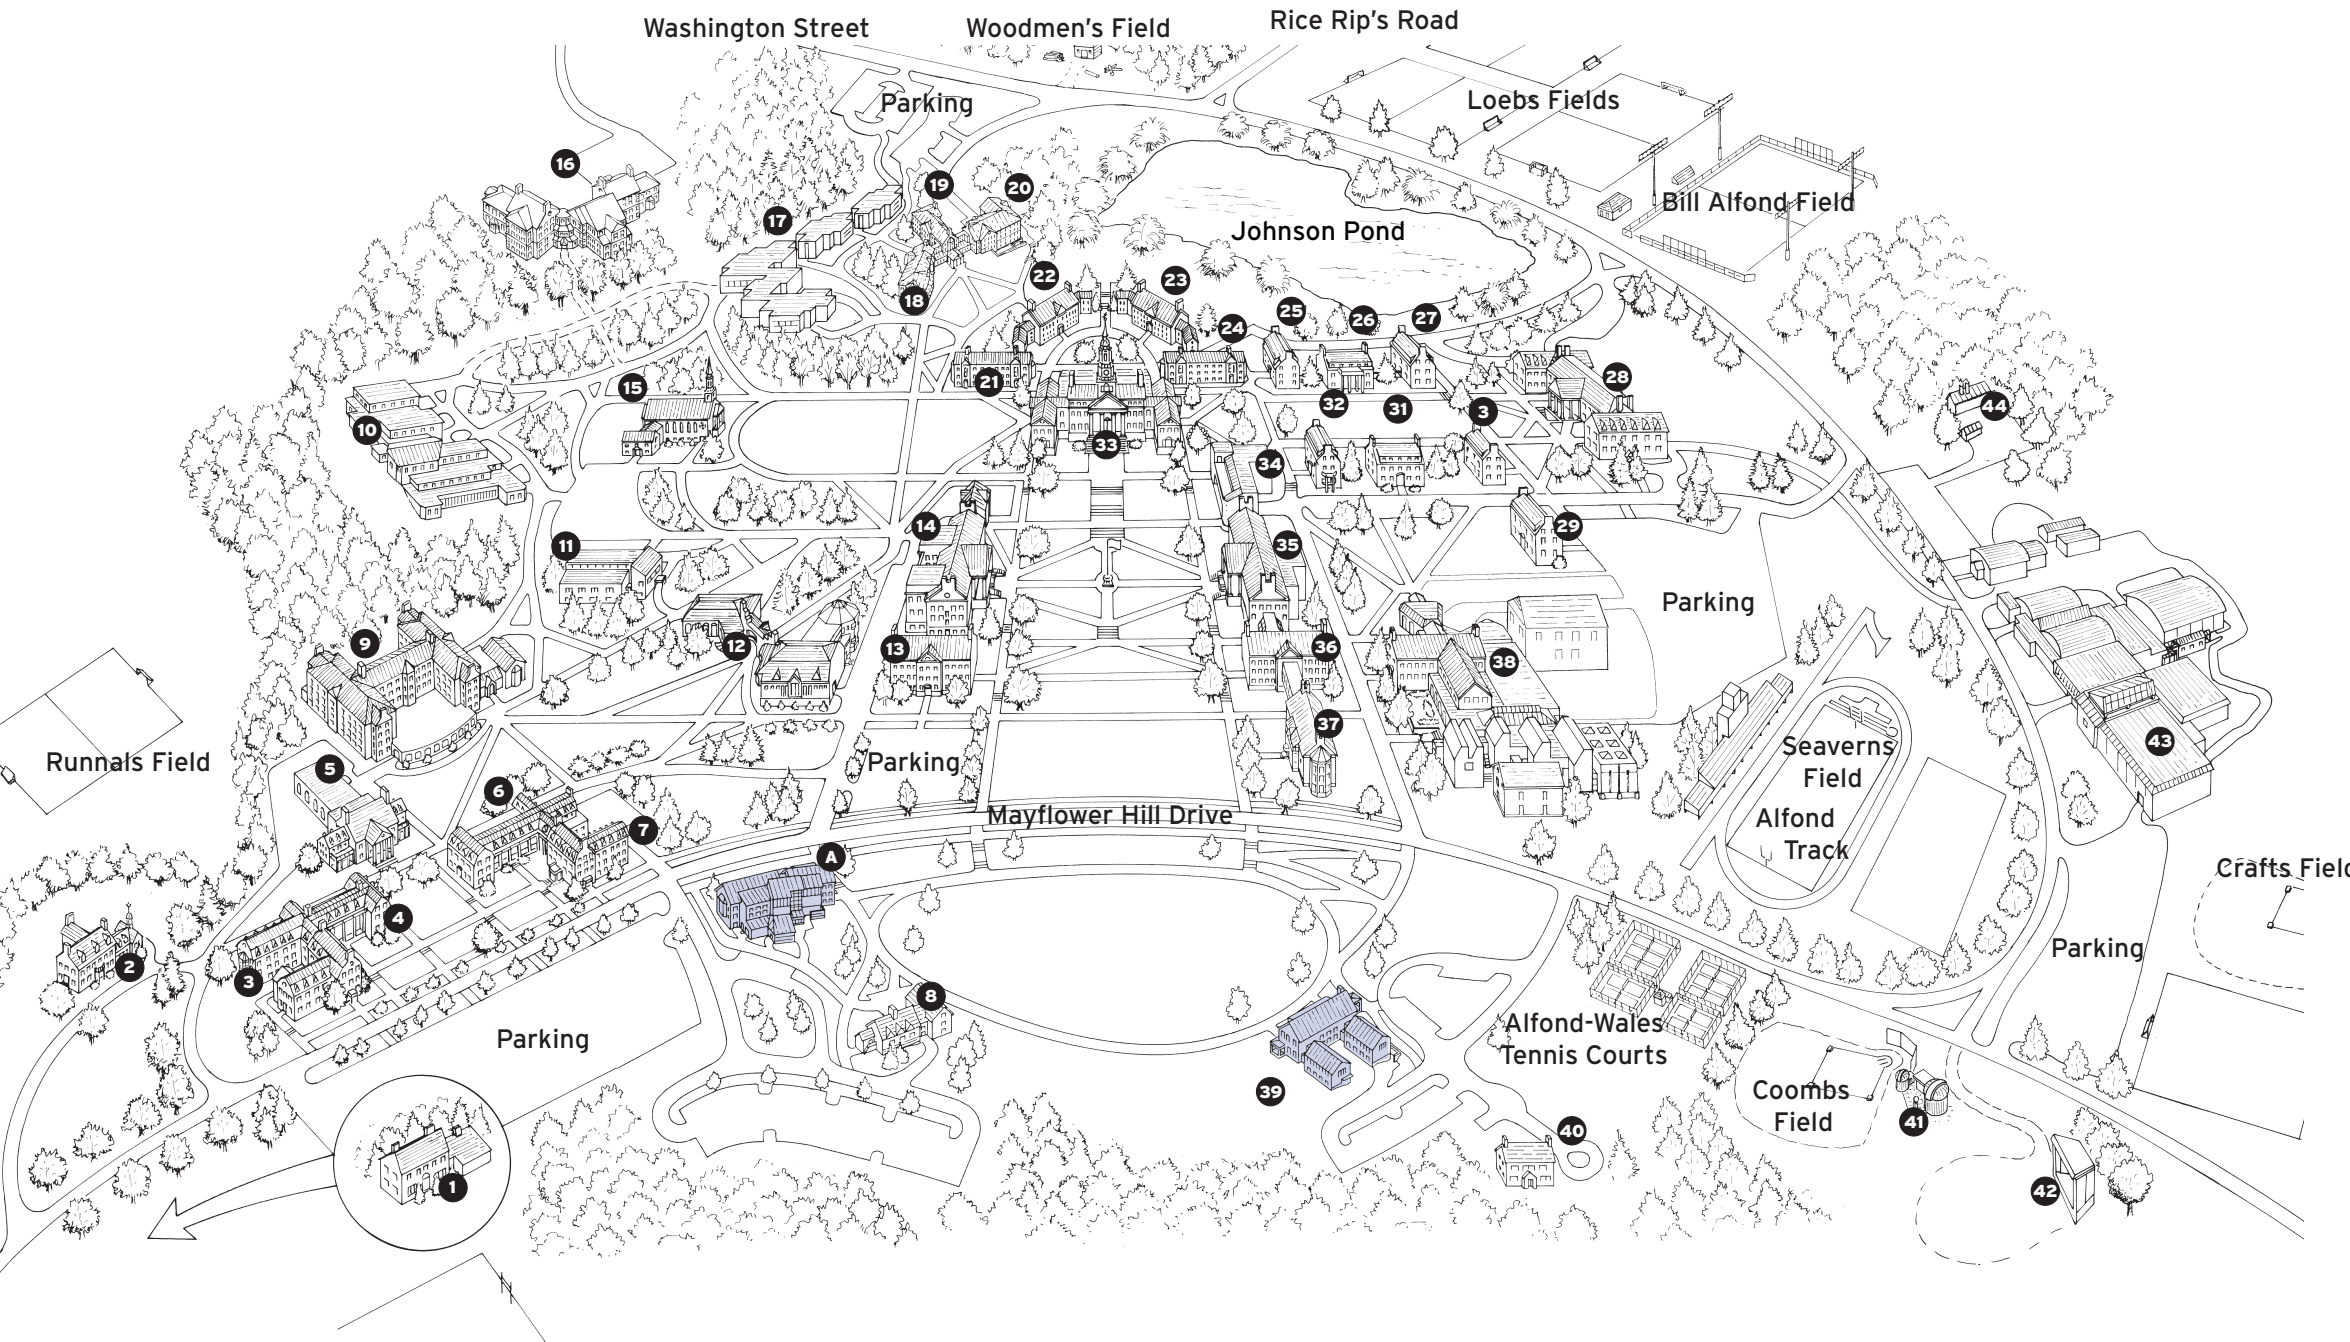 Washington Street
Woodmen's Field
Rice Rip's Road
Parking
Loebs Fields
16
19
20
17
Bill Alfond Field
Johnson Pond
22
23
18
25
26
27
24
28
15
21
32
31
3
44
10
33
34
14
29
11
35
Parking
9
12
13
36
38
37
Runnals Field
5
Parking
Seaverns
Field
43
6
Mayflower Hill Drive
7
Alfond
Track
A
Crafts Field
4
2
3
Parking
8
Parking
Alfond-Wales
Tennis Courts
39
Coombs
Field
41
40
1
42